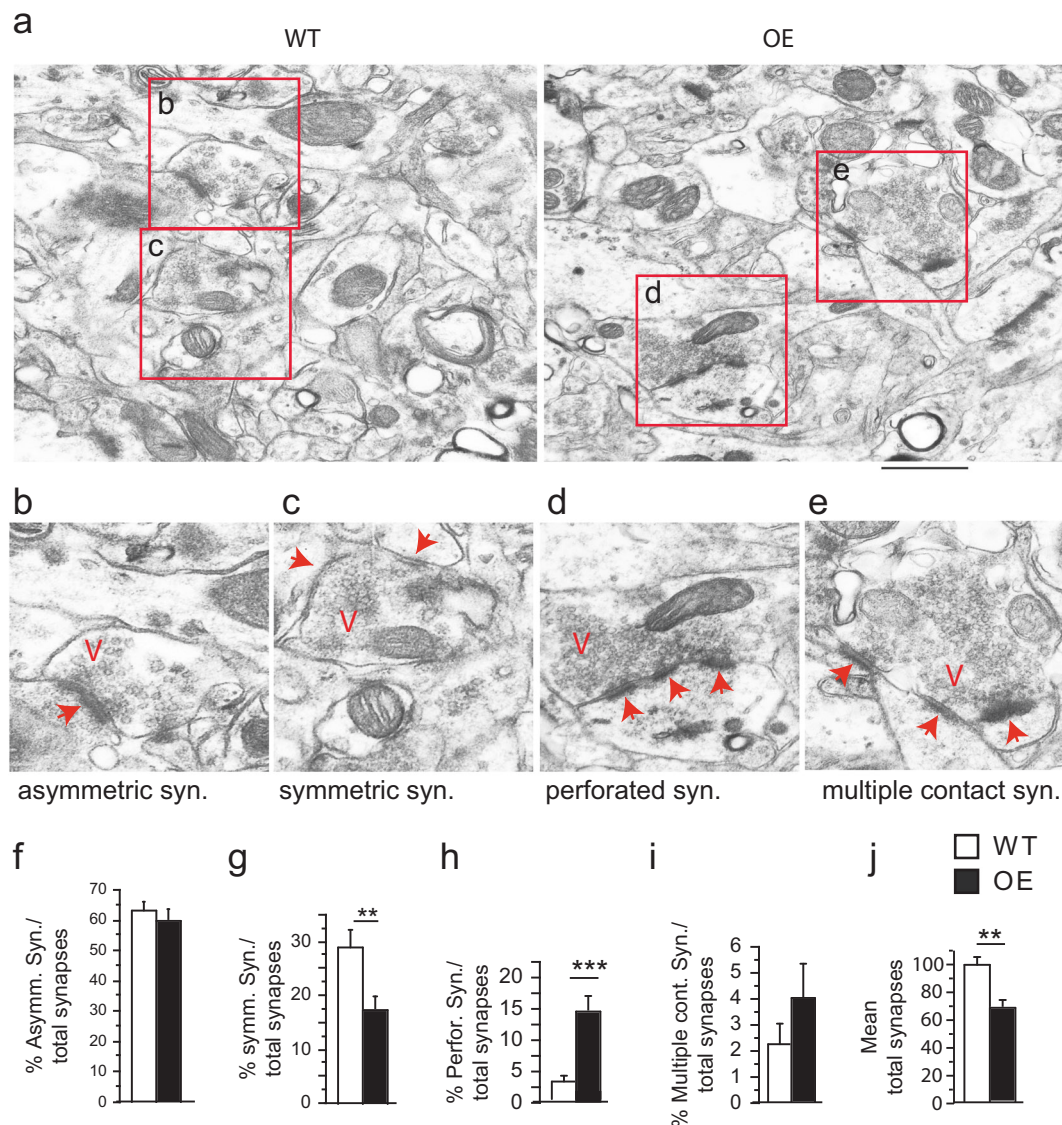 a
WT
OE
b
c
d
e
b
c
d
e
V
V
V
V
asymmetric syn.
symmetric syn.
perforated syn.
multiple contact syn.
f
g
h
i
j
WT
OE
% Asymm. Syn./
total synapses
70
60
50
40
30
20
10
0
% symm. Syn./
total synapses
30
20
10
0
**
% Perfor. Syn./
total synapses
25
20
15
10
5
0
***
% Multiple cont. Syn./
total synapses
6
5
4
3
2
1
0
Mean
total synapses
100
80
60
40
20
0
**